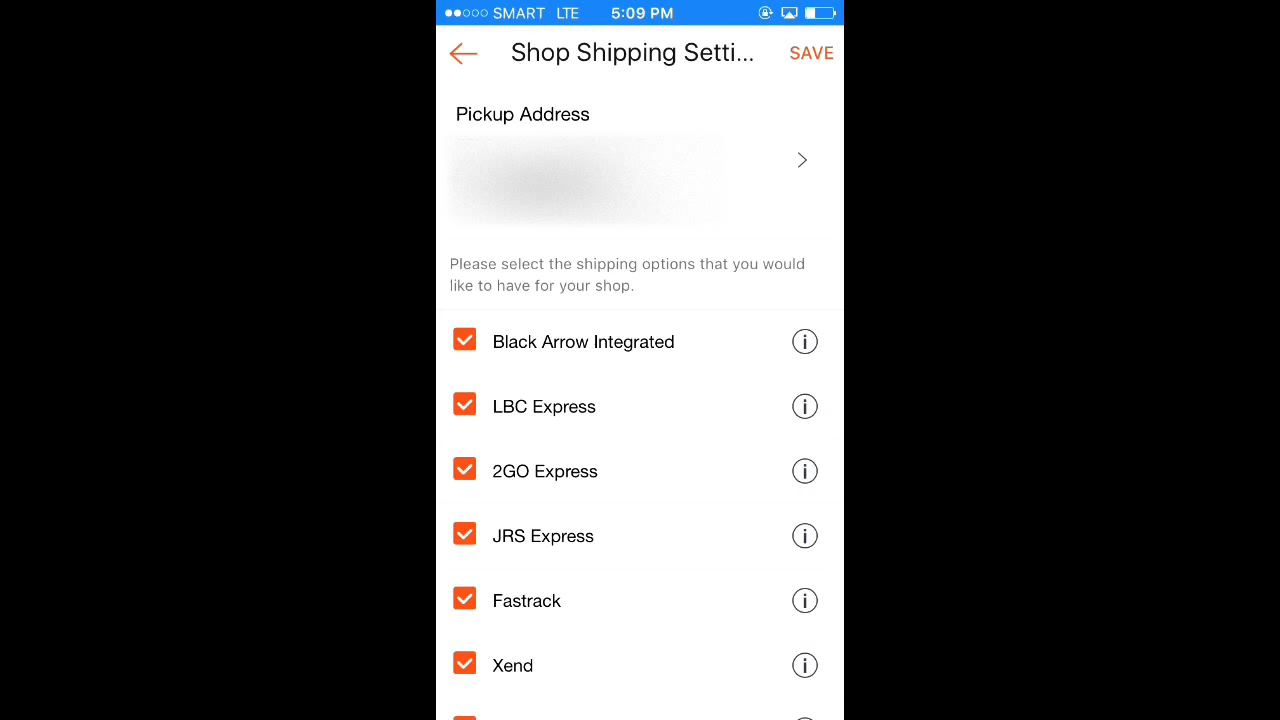 SMART LTE 5:09 PM
Shop Shipping Setti... SAVE
Pickup Address
Please select the shipping options that you would
like to have for your shop.
Black Arrow Integrated
LBC Express
2GO Express
JRS Express
Fastrack
Xend